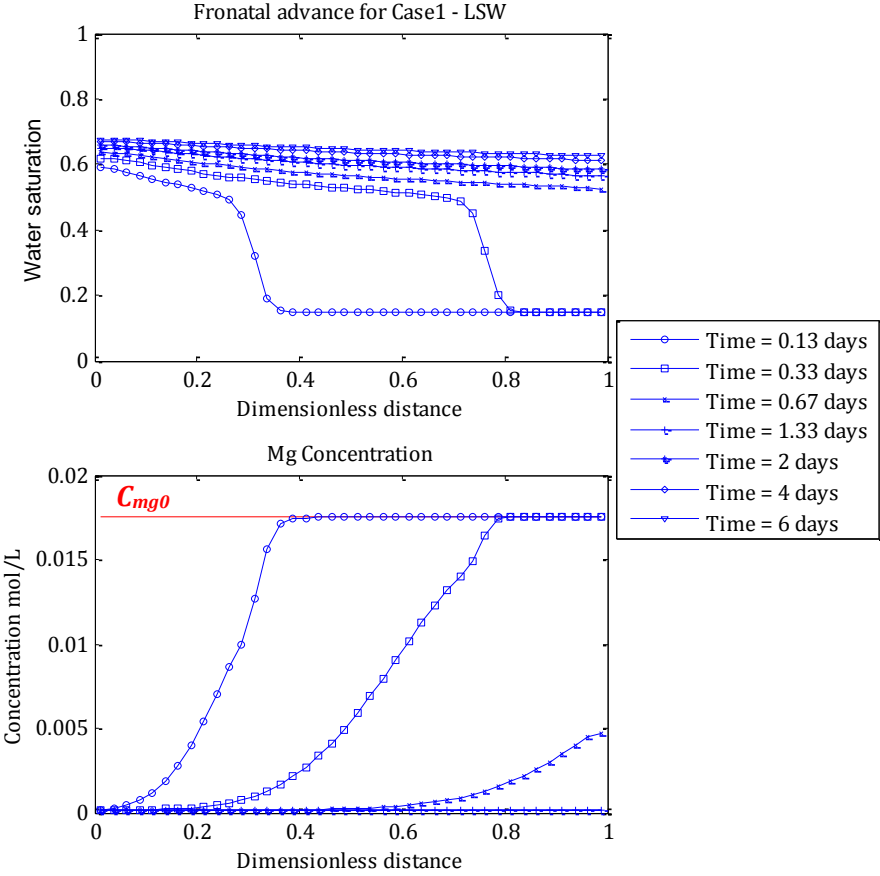 Fronatal advance for Case1 - LSW
1
0.8
0.6
0.4
0.2
0
Water saturation
0 0.2 0.4 0.6 0.8 1
Dimensionless distance
Time = 0.13 days
Time = 0.33 days
Time = 0.67 days
Time = 1.33 days
Time = 2 days
Time = 4 days
Time = 6 days
Mg Concentration
0.02
0.015
0.01
0.005
0
Concentration mol/L
Cmg0
0 0.2 0.4 0.6 0.8 1
Dimensionless distance